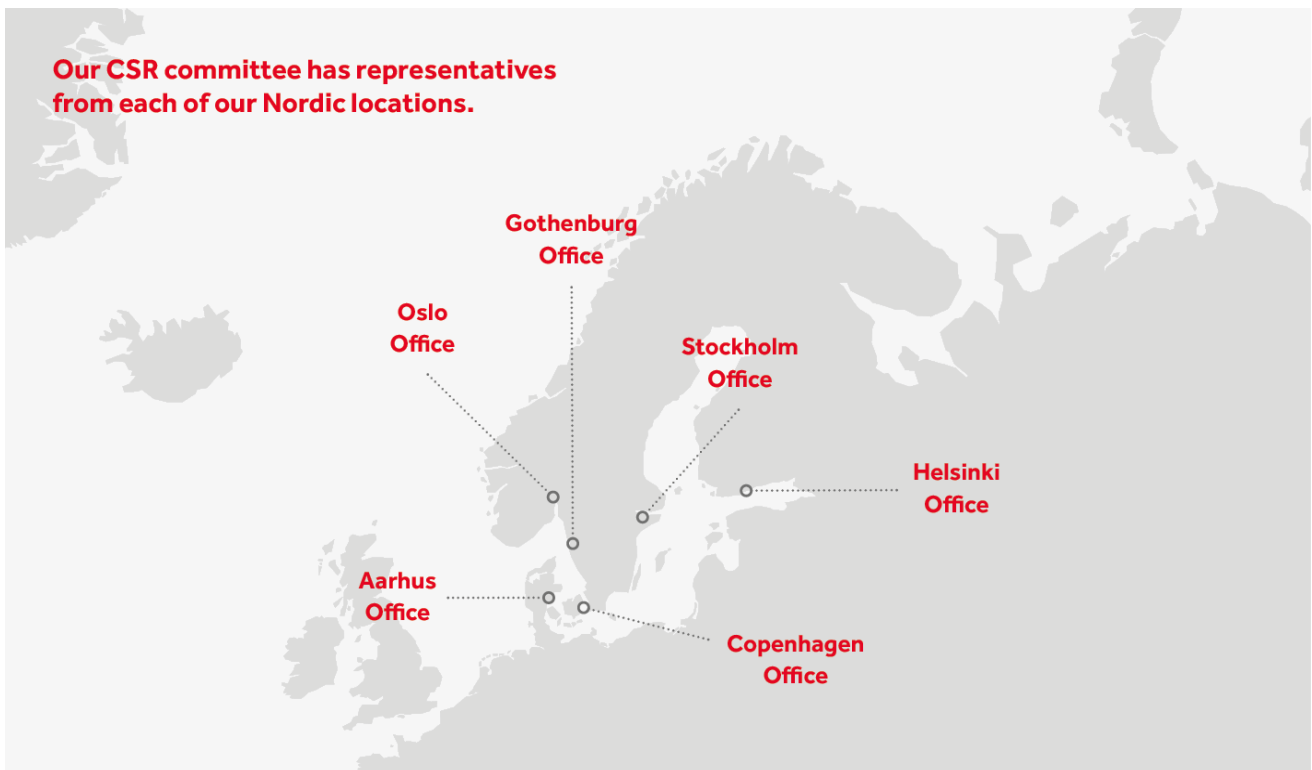 Our CSR committee has representatives
from each of our Nordic locations.
Gothenburg
Office
Oslo
Office
Stockholm
Office
Helsinki
Office
Aarhus
Office
Copenhagen
Office